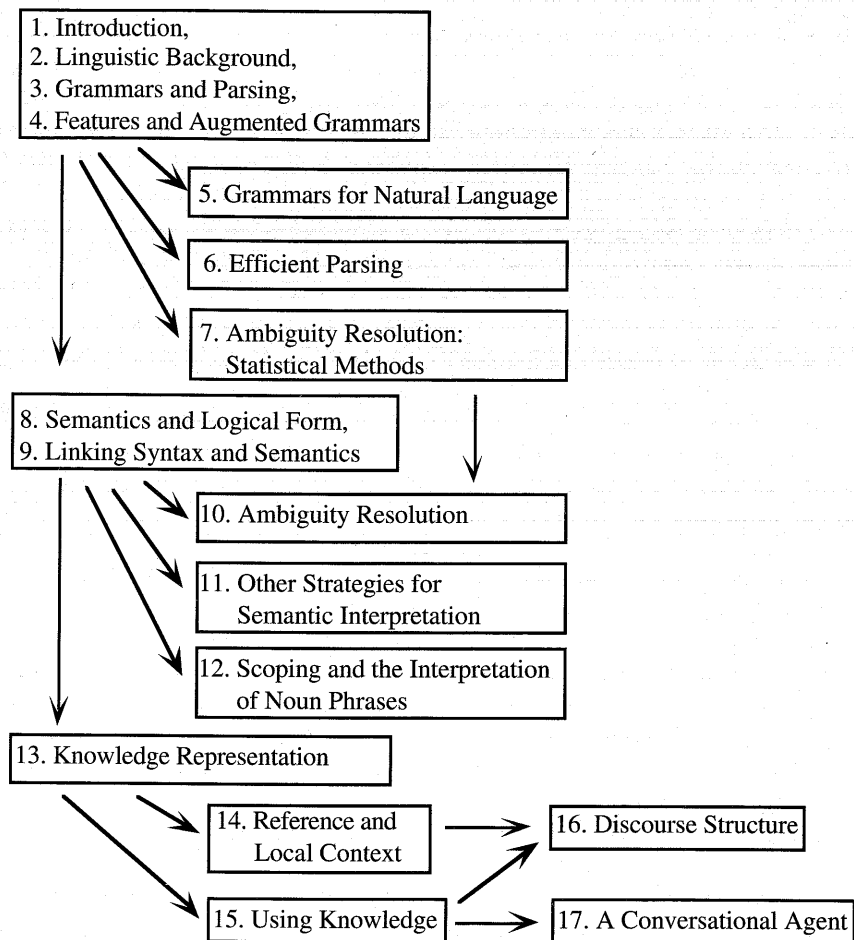 1. Introduction,
2. Linguistic Background,
3. Grammars and Parsing,
4. Features and Augmented Grammars
5. Grammars for Natural Language
6. Efficient Parsing
7. Ambiguity Resolution:
Statistical Methods
8. Semantics and Logical Form,
9. Linking Syntax and Semantics
10. Ambiguity Resolution
11. Other Strategies for
Semantic Interpretation
12. Scoping and the Interpretation
of Noun Phrases
13. Knowledge Representation
14. Reference and
Local Context
16. Discourse Structure
15. Using Knowledge
17. A Conversational Agent